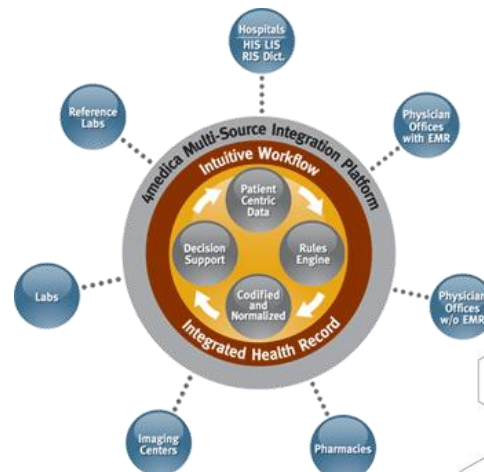 Hospitals
HIS LIS
RIS Dict.
Reference
Labs
Physician
Offices
with EMR
4medica Multi-Source Integration Platform
Intuitive Workflow
Patient
Centric
Data
Decision
Support
Rules
Engine
Codified
and
Normalized
Integrated Health Record
Labs
Physician
Offices
w/o EMR
Imaging
Centers
Pharmacies